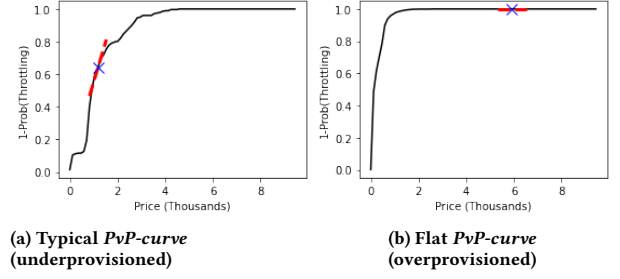 1.0
0.8
0.6
0.4
0.2
0.0
1-Prob(Throttling)
0 2 4 6 8
Price (Thousands)
1.0
0.8
0.6
0.4
0.2
0.0
1-Prob(Throttling)
0 2 4 6 8
Price (Thousands)
(a) Typical PvP-curve
(underprovisioned)
(b) Flat PvP-curve
(overprovisioned)